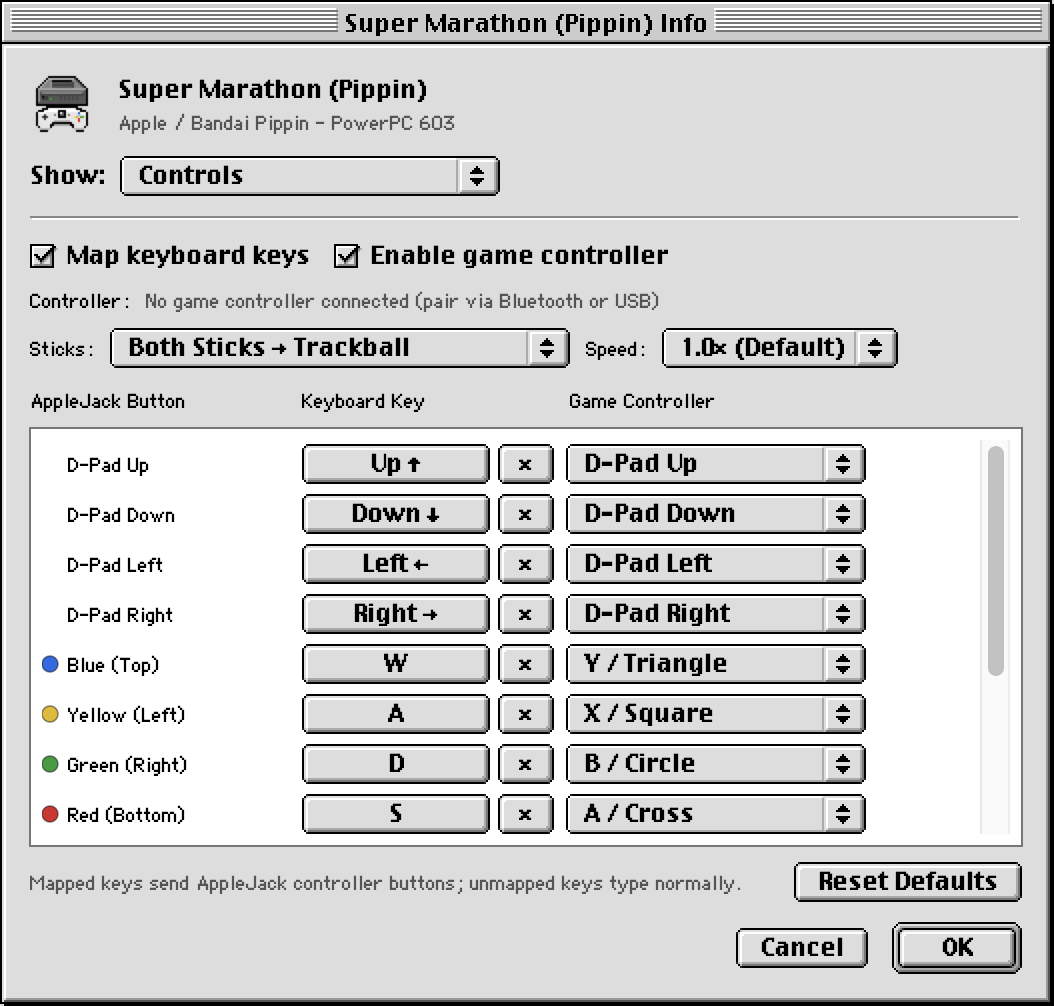 Super Marathon (Pippin) Info
Super Marathon (Pippin)
Apple / Bandai Pippin - PowerPC 603
Show: Controls
Map keyboard keys Enable game controller
Controller: No game controller connected (pair via Bluetooth or USB)
Sticks: Both Sticks → Trackball Speed: 1.0x (Default)
AppleJack Button Keyboard Key Game Controller
D-Pad Up Up ↑ × D-Pad Up
D-Pad Down Down ↓ × D-Pad Down
D-Pad Left Left ← × D-Pad Left
D-Pad Right Right → × D-Pad Right
Blue (Top) W × Y / Triangle
Yellow (Left) A × X / Square
Green (Right) D × B / Circle
Red (Bottom) S × A / Cross
Mapped keys send AppleJack controller buttons; unmapped keys type normally. Reset Defaults
Cancel OK